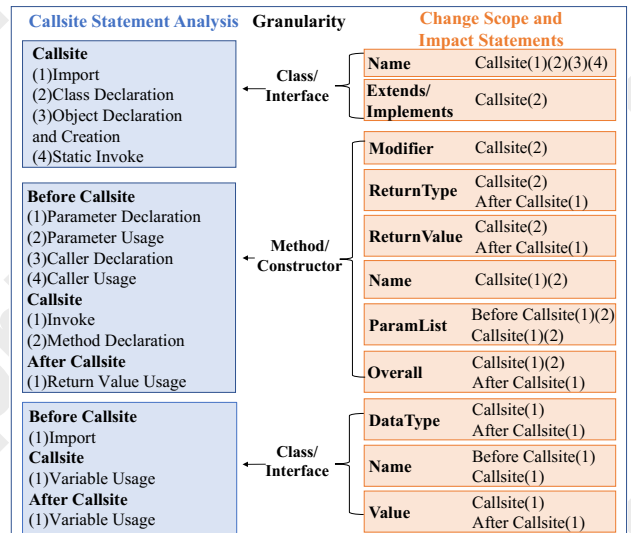 Callsite Statement Analysis
Granularity
Change Scope and
Impact Statements
Callsite
(1)Import
(2)Class Declaration
(3)Object Declaration
and Creation
(4)Static Invoke
Class/
Interface
Name Callsite(1)(2)(3)(4)
Extends/
Implements Callsite(2)
Before Callsite
(1)Parameter Declaration
(2)Parameter Usage
(3)Caller Declaration
(4)Caller Usage
Callsite
(1)Invoke
(2)Method Declaration
After Callsite
(1)Return Value Usage
Method/
Constructor
Modifier Callsite(2)
ReturnType Callsite(2)
After Callsite(1)
ReturnValue Callsite(2)
After Callsite(1)
Name Callsite(1)(2)
ParamList Before Callsite(1)(2)
Callsite(1)(2)
Overall Callsite(1)(2)
After Callsite(1)
Before Callsite
(1)Import
Callsite
(1)Variable Usage
After Callsite
(1)Variable Usage
Class/
Interface
DataType Callsite(1)
After Callsite(1)
Name Before Callsite(1)
Callsite(1)
Value Callsite(1)
After Callsite(1)